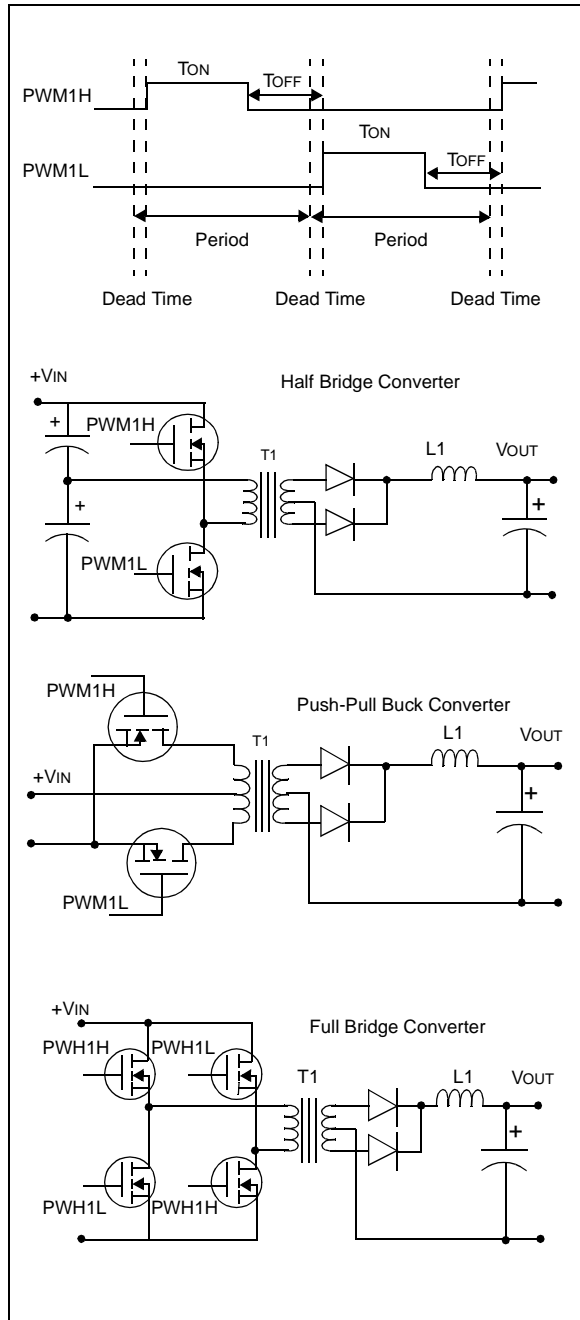 TON
PWM1H
TOFF
TON
PWM1L
TOFF
Period
Period
Dead Time
Dead Time
Dead Time
+VIN
Half Bridge Converter
PWM1H
T1
L1
VOUT
+
+
+
PWM1L
PWM1H
Push-Pull Buck Converter
T1
L1
VOUT
+VIN
+
PWM1L
+VIN
Full Bridge Converter
PWH1H
PWH1L
T1
L1
VOUT
+
PWH1L
PWH1H